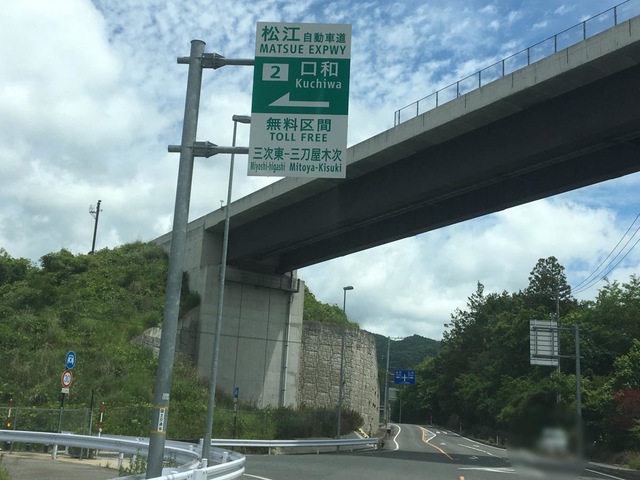 松江自動車道
MATSUE EXPWY
2 口和
Kuchiwa
無料区間
TOLL FREE
三次東-三刀屋木次
Miyoshi-higashi Mitoya-Kisuki